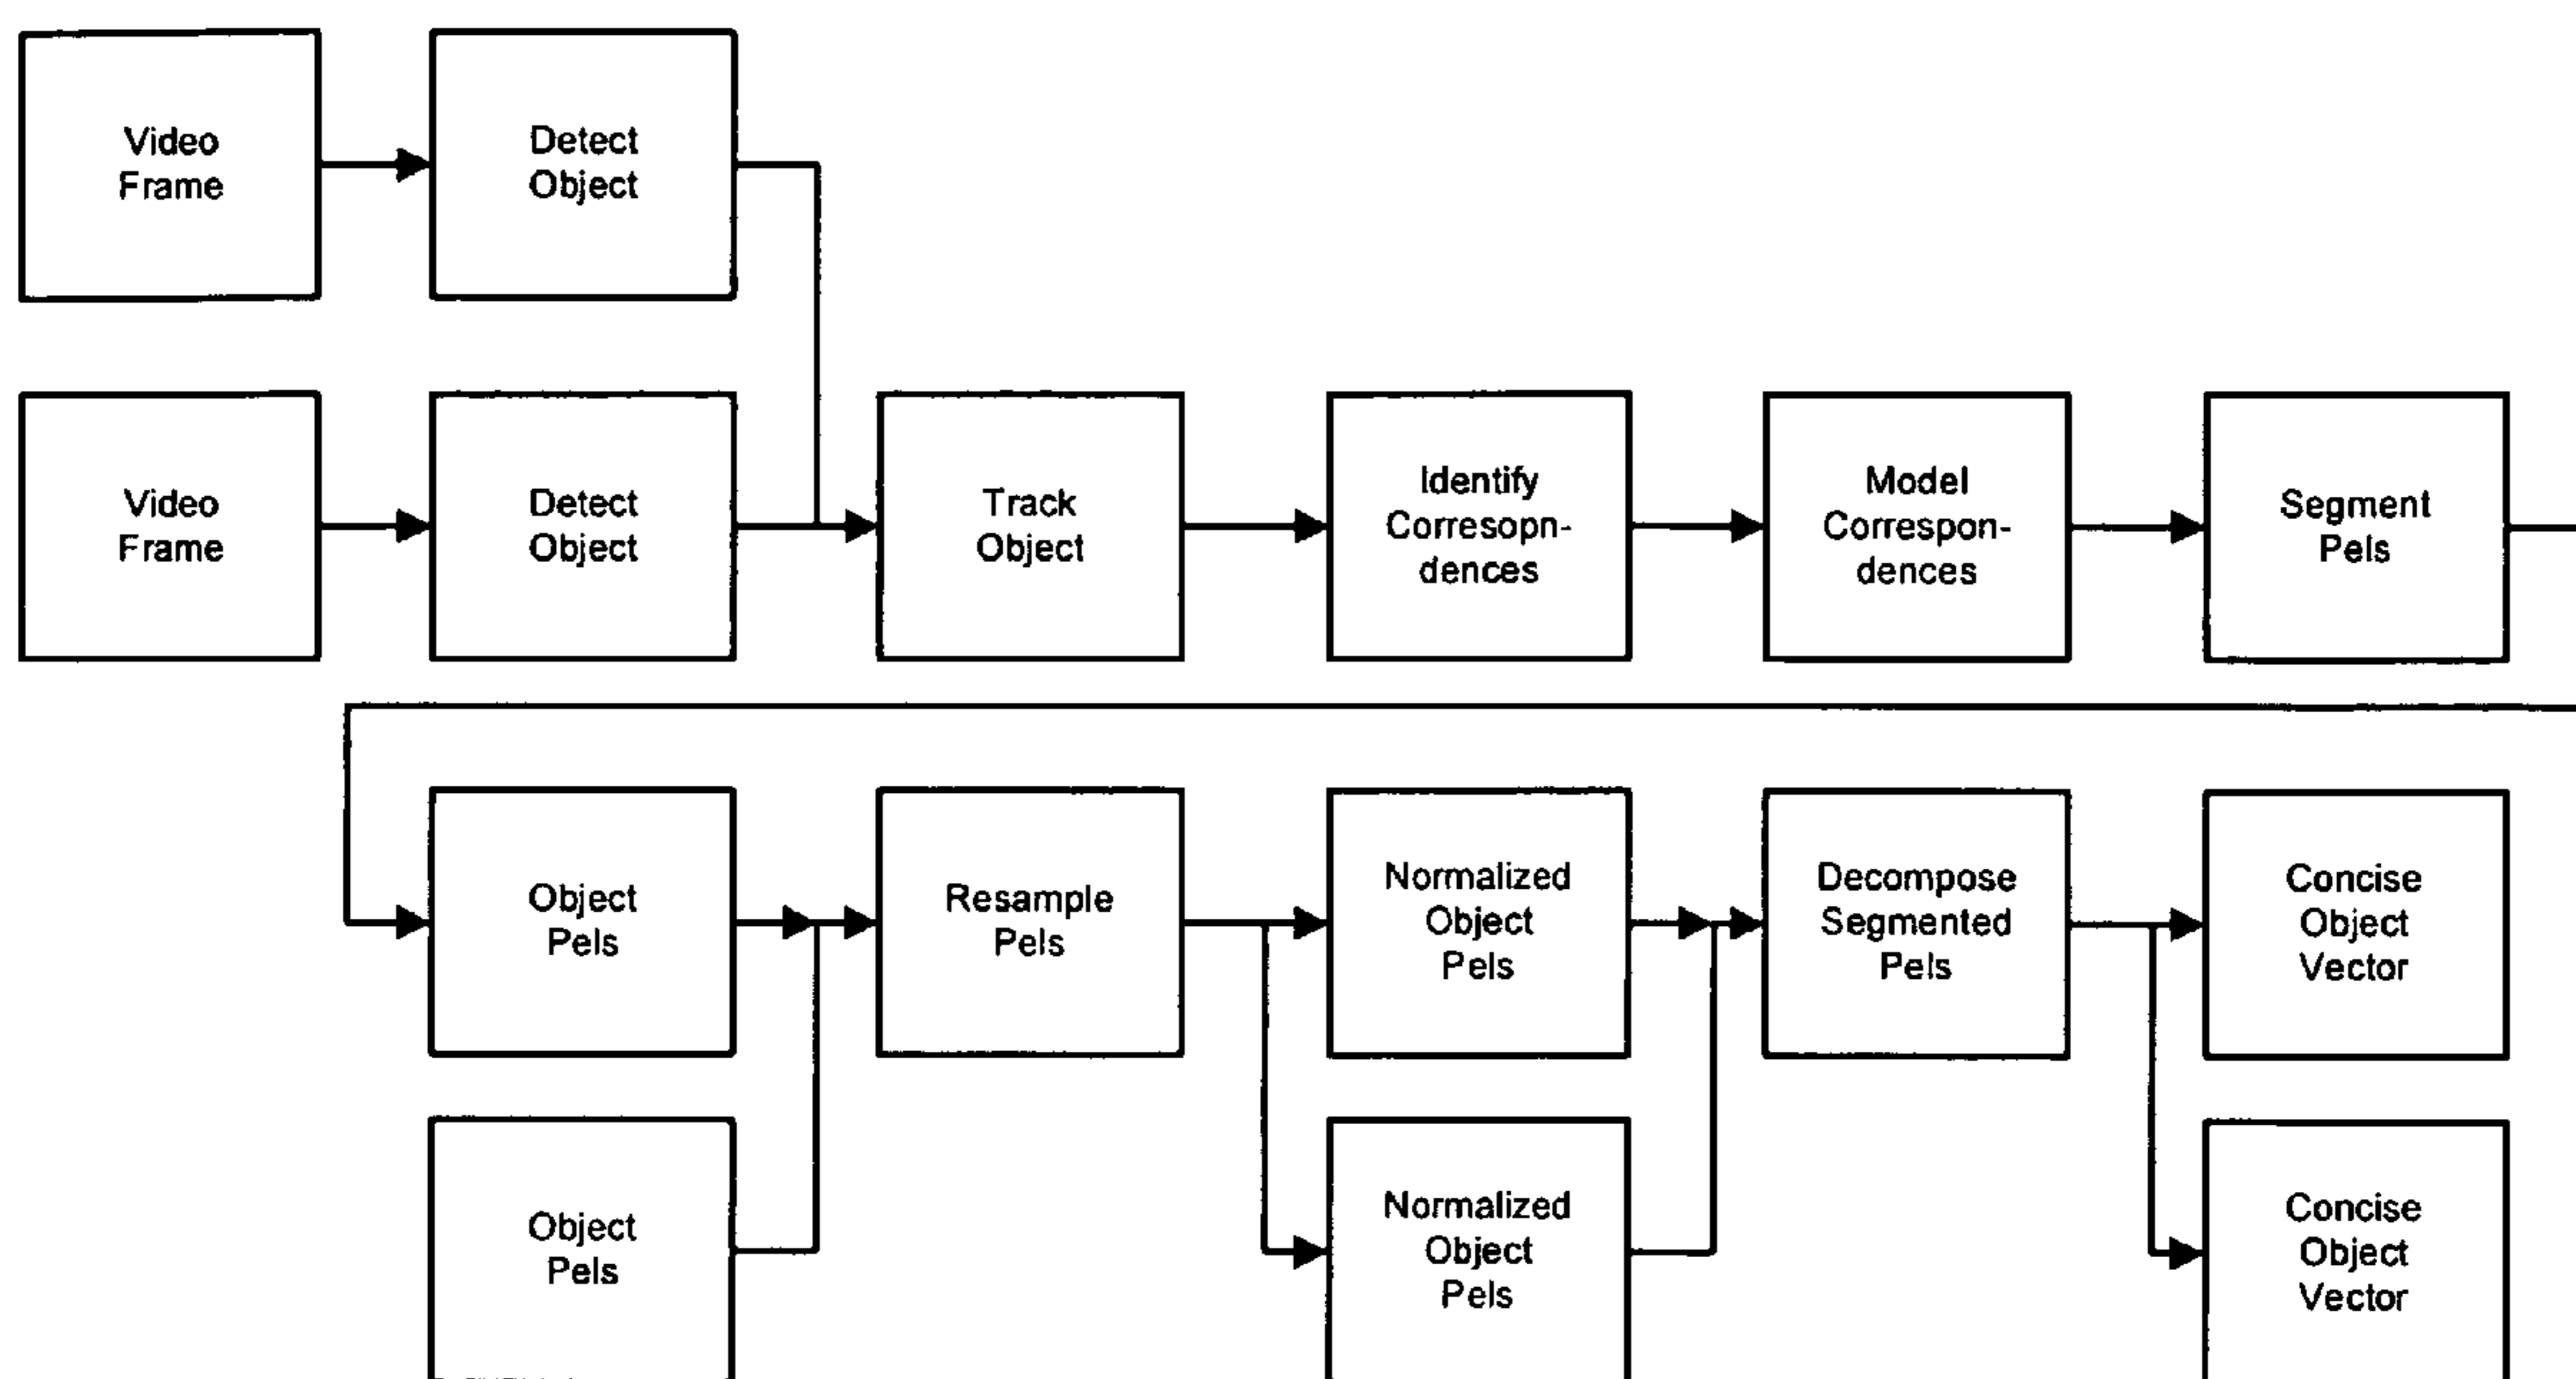 Video
Frame
Detect
Object
Video
Frame
Detect
Object
Track
Object
Identify
Corresopn-
dences
Model
Correspon-
dences
Segment
Pels
Object
Pels
Resample
Pels
Normalized
Object
Pels
Decompose
Segmented
Pels
Concise
Object
Vector
Object
Pels
Normalized
Object
Pels
Concise
Object
Vector